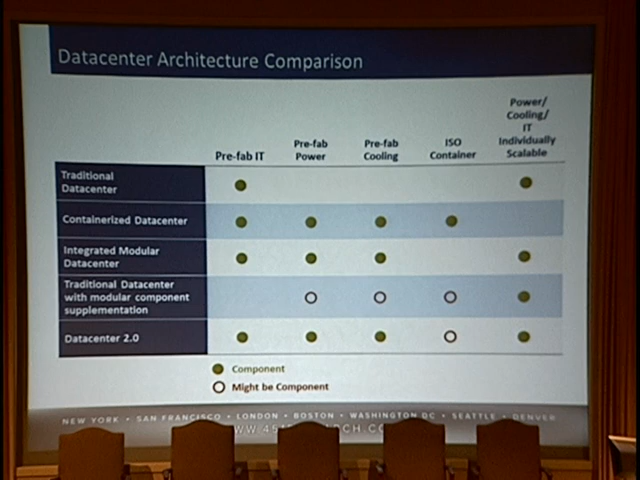 Datacenter Architecture Comparison
Power/
Cooling/
IT
Individually
Scalable
Pre-fab IT
Pre-fab
Power
Pre-fab
Cooling
ISO
Container
Traditional
Datacenter
Containerized Datacenter
Integrated Modular
Datacenter
Traditional Datacenter
with modular component
supplementation
Datacenter 2.0
Component
Might be Component
NEW YORK • SAN FRANCISCO • LONDON • BOSTON • WASHINGTON DC • SEATTLE • DENVER